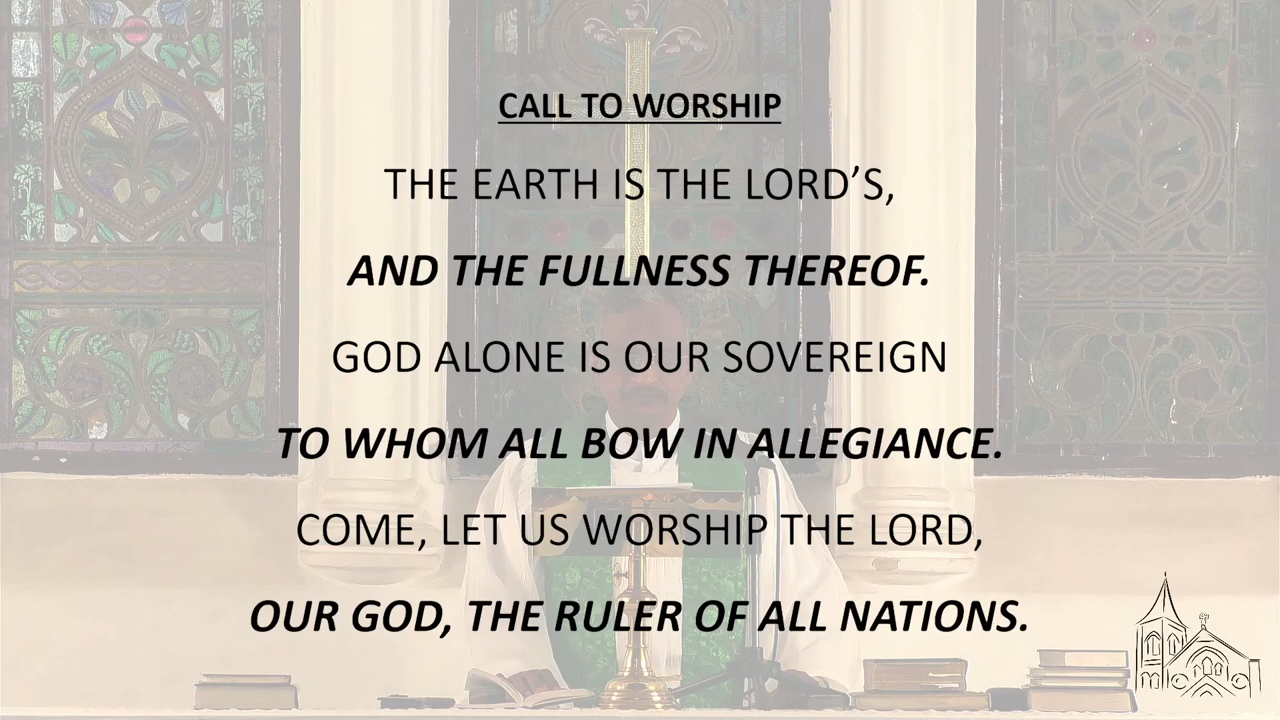 CALL TO WORSHIP
THE EARTH IS THE LORD’S,
AND THE FULLNESS THEREOF.
GOD ALONE IS OUR SOVEREIGN
TO WHOM ALL BOW IN ALLEGIANCE.
COME, LET US WORSHIP THE LORD,
OUR GOD, THE RULER OF ALL NATIONS.